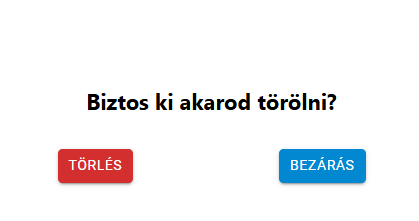 Biztos ki akarod törölni?
TÖRLÉS
BEZÁRÁS